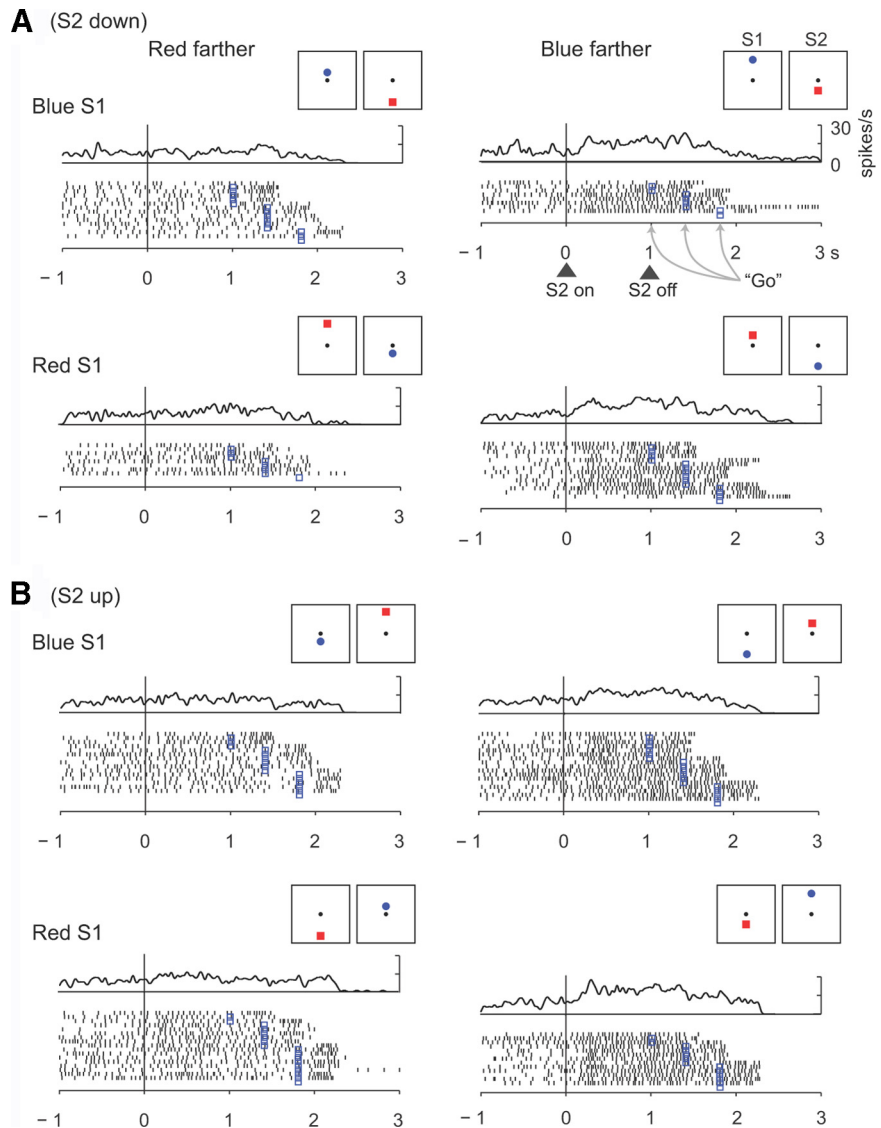 A (S2 down)
Red farther
Blue farther
S1 S2
Blue S1
30
0
spikes/s
– 1 0 1 2 3
– 1 0 1 2 3 s
S2 on S2 off "Go"
Red S1
– 1 0 1 2 3
– 1 0 1 2 3
B (S2 up)
Blue S1
– 1 0 1 2 3
– 1 0 1 2 3
Red S1
– 1 0 1 2 3
– 1 0 1 2 3